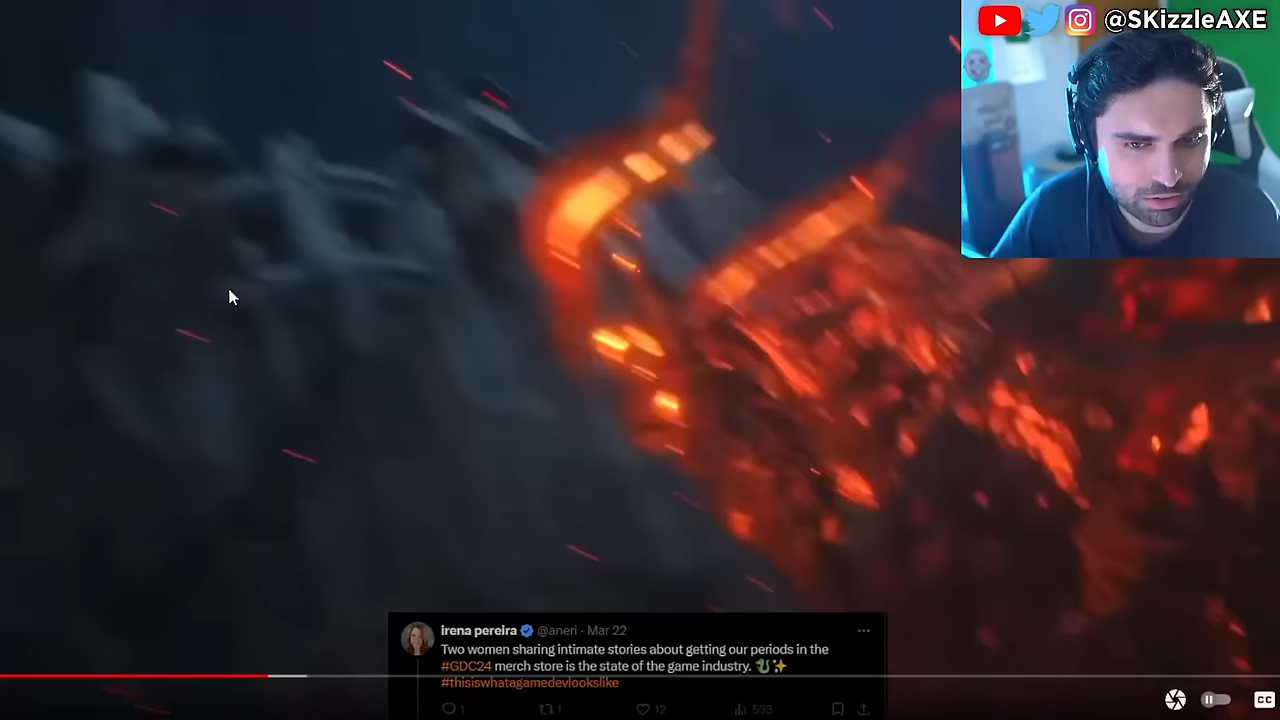 @SKizzleAXE
irena pereira @aneri · Mar 22
Two women sharing intimate stories about getting our periods in the
#GDC24 merch store is the state of the game industry.
#thisiswhatagamedevlookslike
1 1 12 533
CC